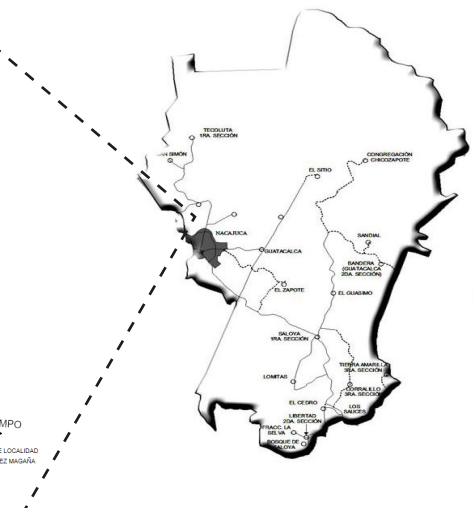 TECOLUTA
1RA. SECCIÓN
SAN SIMÓN
CONGREGACIÓN
CHICOZAPOTE
EL SITIO
NACAJUCA
SANDIAL
GUATACALCA
BANDERA
(GUATACALCA
2DA. SECCIÓN)
EL ZAPOTE
EL GUASIMO
SALOYA
1RA. SECCIÓN
TIERRA AMARILLA
3RA. SECCIÓN
LOMITAS
CORRALILLO
3RA. SECCIÓN
EL CEDRO
LOS
SAUCES
LIBERTAD
2DA. SECCIÓN
FRACC. LA
SELVA
BOSQUE DE
SALOYA
MPO
E LOCALIDAD
EZ MAGAÑA